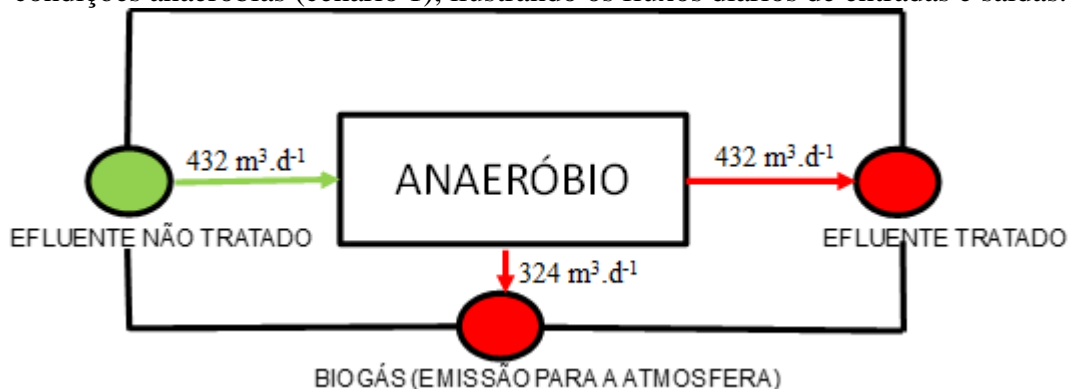 condições anaeróbias (cenário 1), ilustrando os fluxos diários de entradas e saídas.
432 m³.d⁻¹
ANAERÓBIO
432 m³.d⁻¹
EFLUENTE NÃO TRATADO
EFLUENTE TRATADO
324 m³.d⁻¹
BIOGÁS (EMISSÃO PARA A ATMOSFERA)